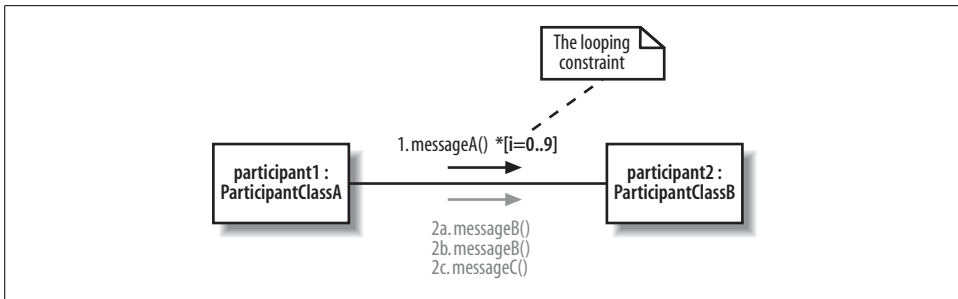 The looping
constraint
1. messageA() *[i=0..9]
participant1 :
ParticipantClassA
participant2 :
ParticipantClassB
2a. messageB()
2b. messageB()
2c. messageC()